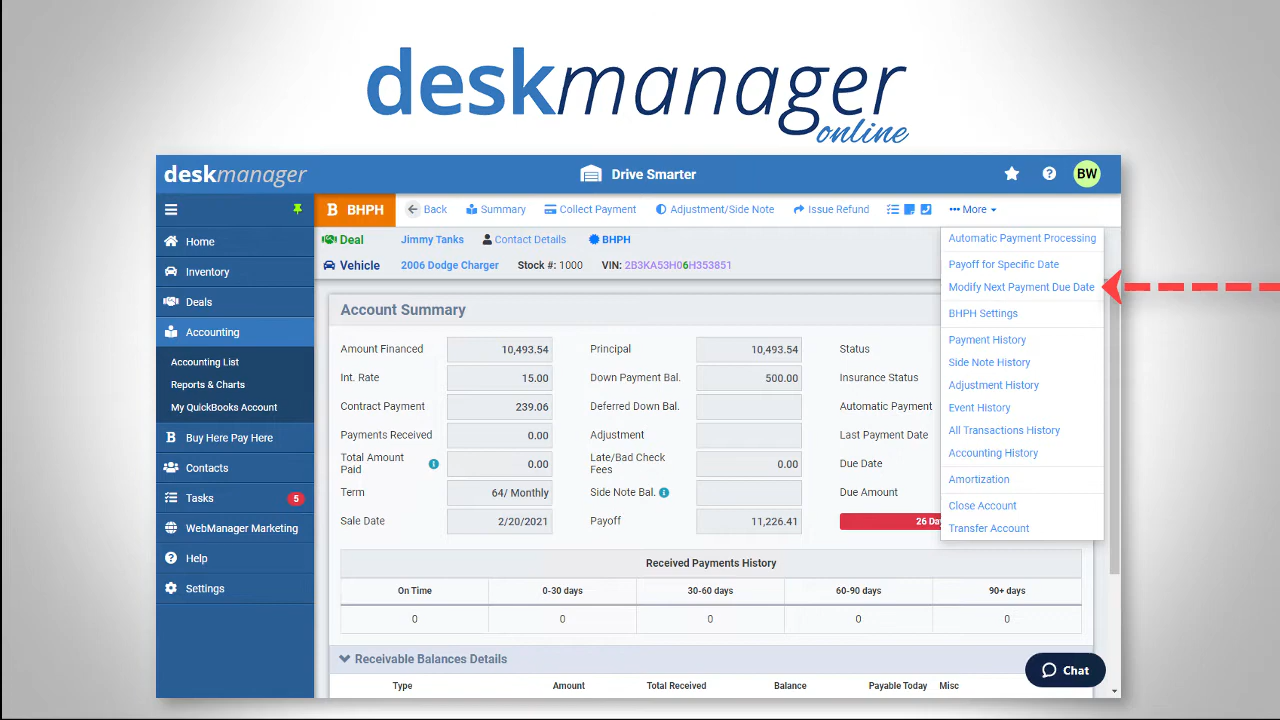 deskmanager
online
deskmanager
Drive Smarter
BW
BHPH
Back
Summary
Collect Payment
Adjustment/Side Note
Issue Refund
More
Home
Inventory
Deals
Accounting
Accounting List
Reports & Charts
My QuickBooks Account
Buy Here Pay Here
Contacts
Tasks 5
WebManager Marketing
Help
Settings
Deal Jimmy Tanks Contact Details BHPH
Vehicle 2006 Dodge Charger Stock #: 1000 VIN: 2B3KA53H06H353851
Automatic Payment Processing
Payoff for Specific Date
Modify Next Payment Due Date
BHPH Settings
Payment History
Side Note History
Adjustment History
Event History
All Transactions History
Accounting History
Amortization
Close Account
Transfer Account
Account Summary
Amount Financed 10,493.54 Principal 10,493.54 Status
Int. Rate 15.00 Down Payment Bal. 500.00 Insurance Status
Contract Payment 239.06 Deferred Down Bal. Automatic Payment
Payments Received 0.00 Adjustment Last Payment Date
Total Amount Paid 0.00 Late/Bad Check Fees 0.00 Due Date
Term 64/ Monthly Side Note Bal. Due Amount
Sale Date 2/20/2021 Payoff 11,226.41 26
Received Payments History
On Time 0-30 days 30-60 days 60-90 days 90+ days
0 0 0 0 0
Receivable Balances Details
Type Amount Total Received Balance Payable Today Misc
Chat